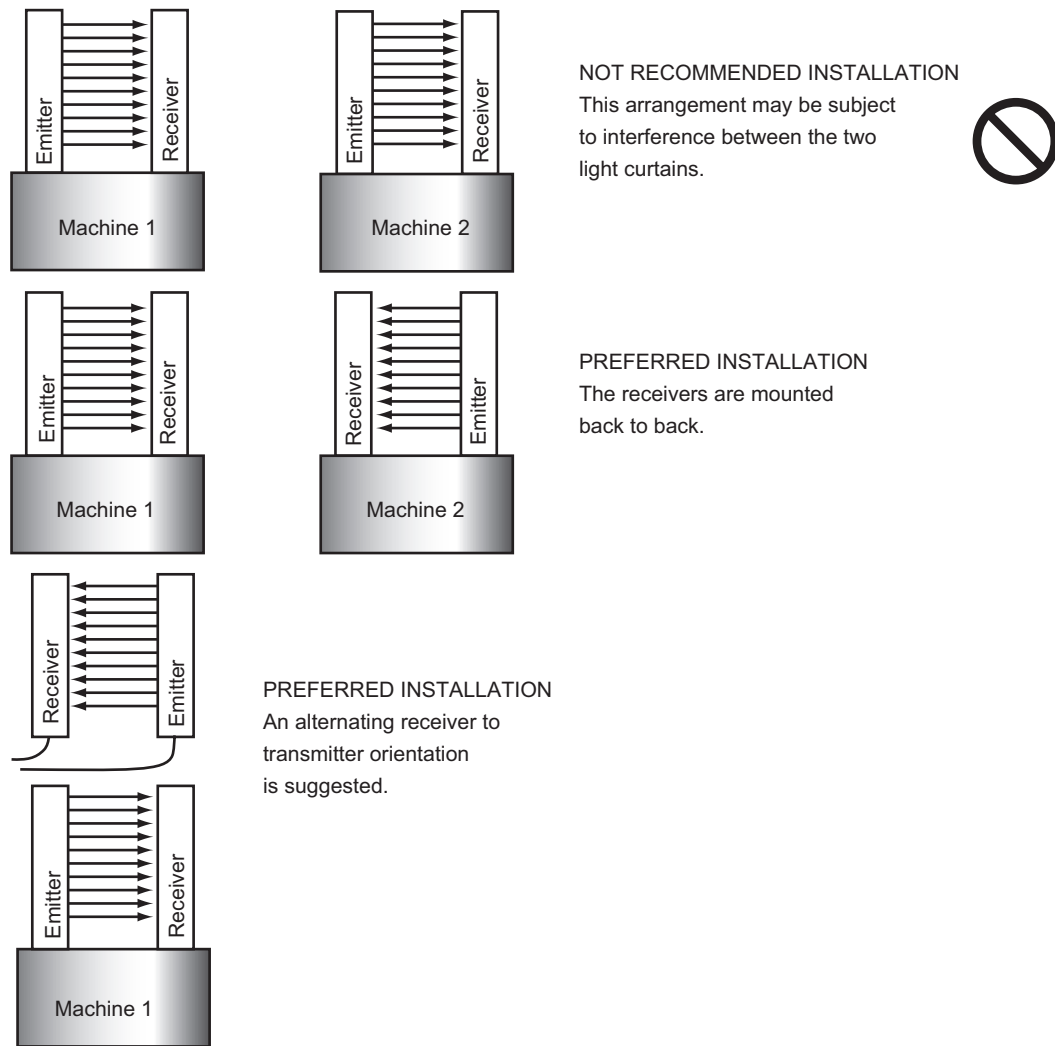 Emitter
Receiver
Machine 1
Emitter
Receiver
Machine 2
NOT RECOMMENDED INSTALLATION
This arrangement may be subject
to interference between the two
light curtains.
Emitter
Receiver
Machine 1
Receiver
Emitter
Machine 2
PREFERRED INSTALLATION
The receivers are mounted
back to back.
Receiver
Emitter
PREFERRED INSTALLATION
An alternating receiver to
transmitter orientation
is suggested.
Emitter
Receiver
Machine 1